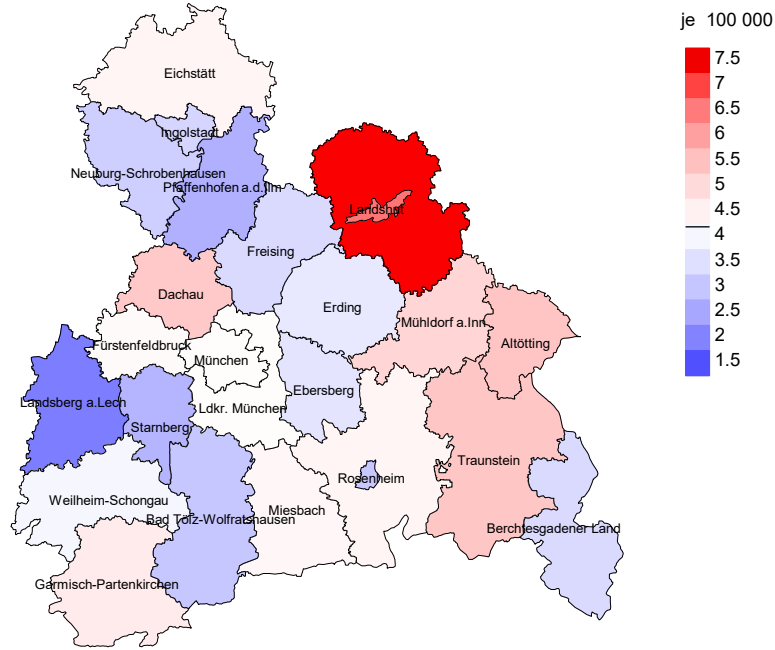 je 100 000
7.5
7
6.5
6
5.5
5
4.5
4
3.5
3
2.5
2
1.5
Eichstätt
Ingolstadt
Neuburg-Schrobenhausen
Pfaffenhofen a.d.Ilm
Landshut
Freising
Dachau
Erding
Mühldorf a.Inn
Altötting
Fürstenfeldbruck
München
Ebersberg
Landsberg a.Lech
Ldkr. München
Starnberg
Traunstein
Rosenheim
Weilheim-Schongau
Miesbach
Bad Tölz-Wolfratshausen
Berchtesgadener Land
Garmisch-Partenkirchen